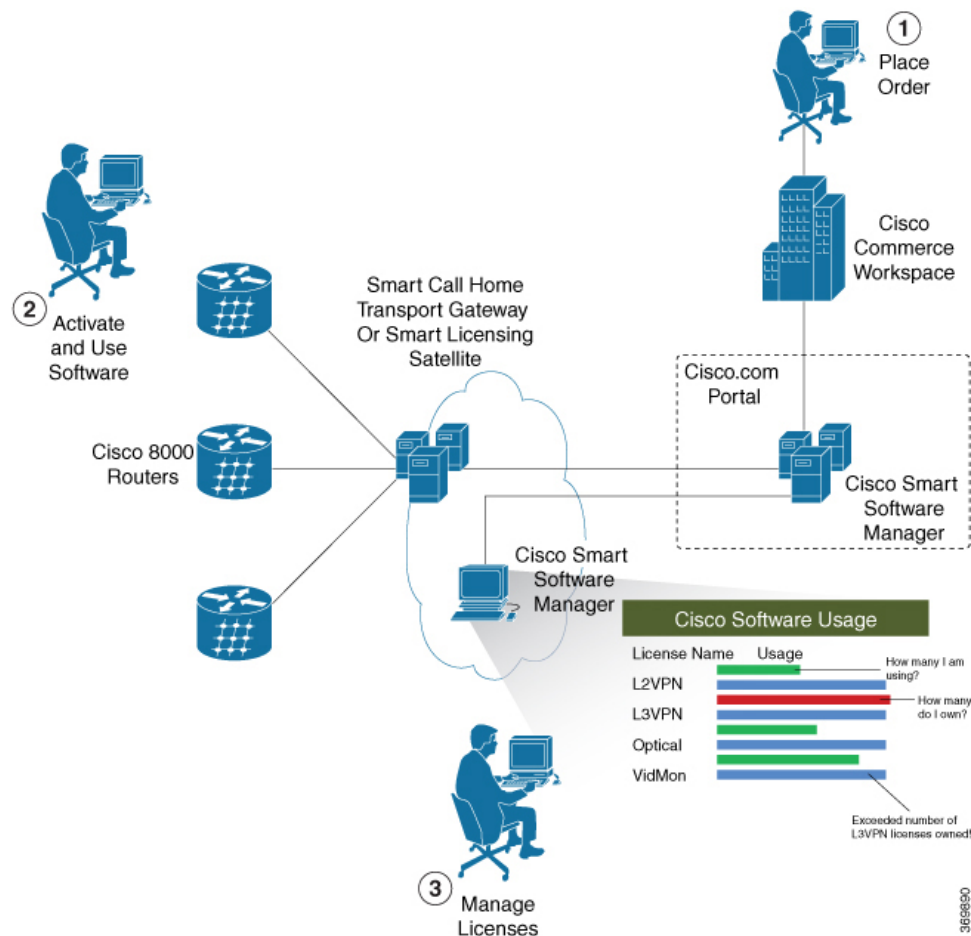 1
Place
Order
Cisco
Commerce
Workspace
2
Activate
and Use
Software
Smart Call Home
Transport Gateway
Or Smart Licensing
Satellite
Cisco.com
Portal
Cisco 8000
Routers
Cisco Smart
Software
Manager
Cisco Smart
Software
Manager
Cisco Software Usage
License Name Usage
How many I am
using?
L2VPN
How many
do I own?
L3VPN
Optical
VidMon
Exceeded number of
L3VPN licenses owned!
3
Manage
Licenses
369890